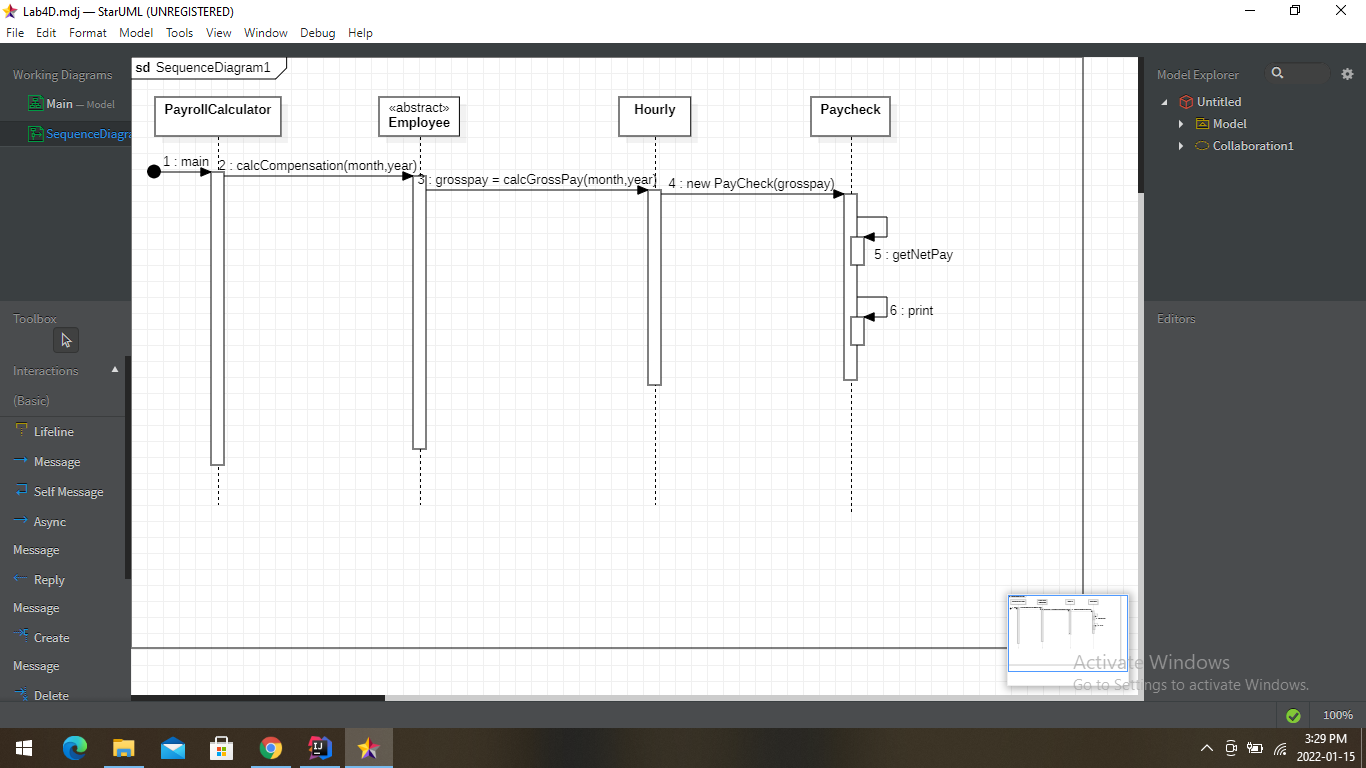 Lab4D.mdj — StarUML (UNREGISTERED)
File Edit Format Model Tools View Window Debug Help
Working Diagrams
Main — Model
SequenceDiagra
Toolbox
Interactions
(Basic)
Lifeline
Message
Self Message
Async
Message
Reply
Message
Create
Message
Delete
sd SequenceDiagram1
PayrollCalculator
«abstract»
Employee
Hourly
Paycheck
1 : main
2 : calcCompensation(month,year)
3 : grosspay = calcGrossPay(month,year)
4 : new PayCheck(grosspay)
5 : getNetPay
6 : print
Model Explorer
Untitled
Model
Collaboration1
Editors
Activate Windows
Go to Settings to activate Windows.
100%
3:29 PM
2022-01-15